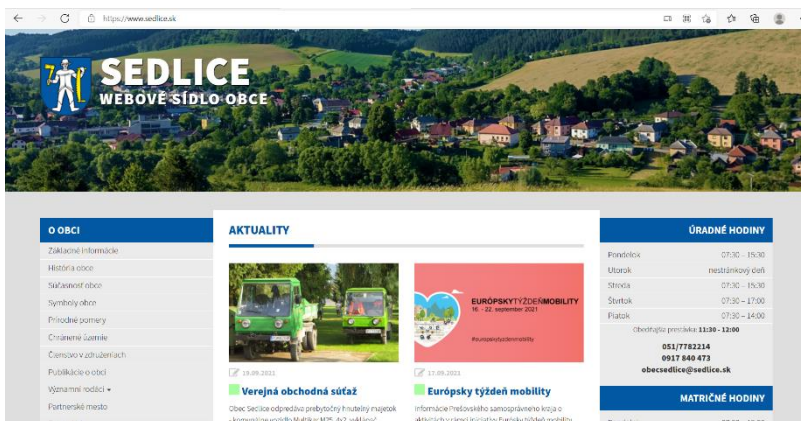 https://www.sedlice.sk
SEDLICE
WEBOVÉ SÍDLO OBCE
O OBCI
Základné informácie
História obce
Súčasnosť obce
Symboly obce
Prírodné pomery
Chránené územie
Členstvo v združeniach
Publikácie o obci
Významní rodáci
Partnerské mesto
AKTUALITY
19.09.2021
Verejná obchodná súťaž
Obec Sedlice odpredáva prebytočný hnuteľný majetok
EURÓPSKYTÝŽDEŇMOBILITY
16. - 22. september 2021
#europskytyzdenmobility
17.09.2021
Európsky týždeň mobility
Informácie Prešovského samosprávneho kraja o
ÚRADNÉ HODINY
Pondelok 07:30 – 15:30
Utorok nestránkový deň
Streda 07:30 – 15:30
Štvrtok 07:30 – 17:00
Piatok 07:30 – 14:00
Obedňajšia prestávka: 11:30 - 12:00
051/7782214
0917 840 473
obecsedlice@sedlice.sk
MATRIČNÉ HODINY